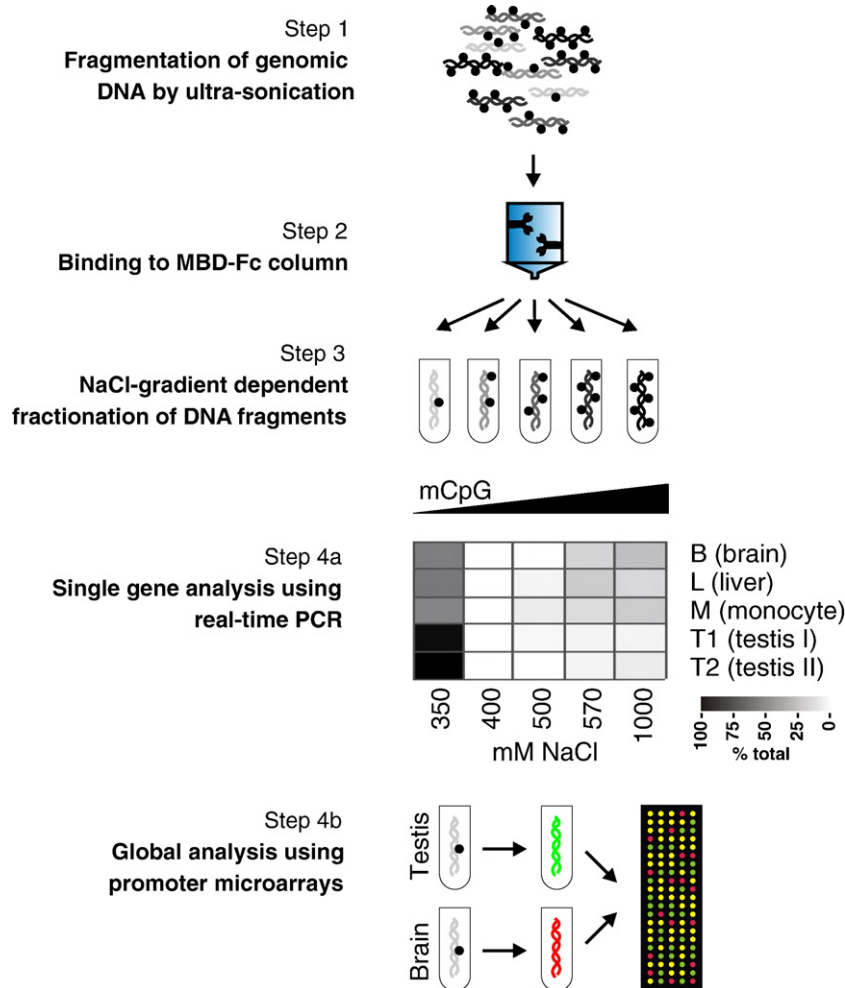 Step 1
Fragmentation of genomic
DNA by ultra-sonication
Step 2
Binding to MBD-Fc column
Step 3
NaCl-gradient dependent
fractionation of DNA fragments
mCpG
Step 4a
Single gene analysis using
real-time PCR
B (brain)
L (liver)
M (monocyte)
T1 (testis I)
T2 (testis II)
350 400 500 570 1000
mM NaCl
100 75 50 25 0
% total
Step 4b
Global analysis using
promoter microarrays
Testis
Brain